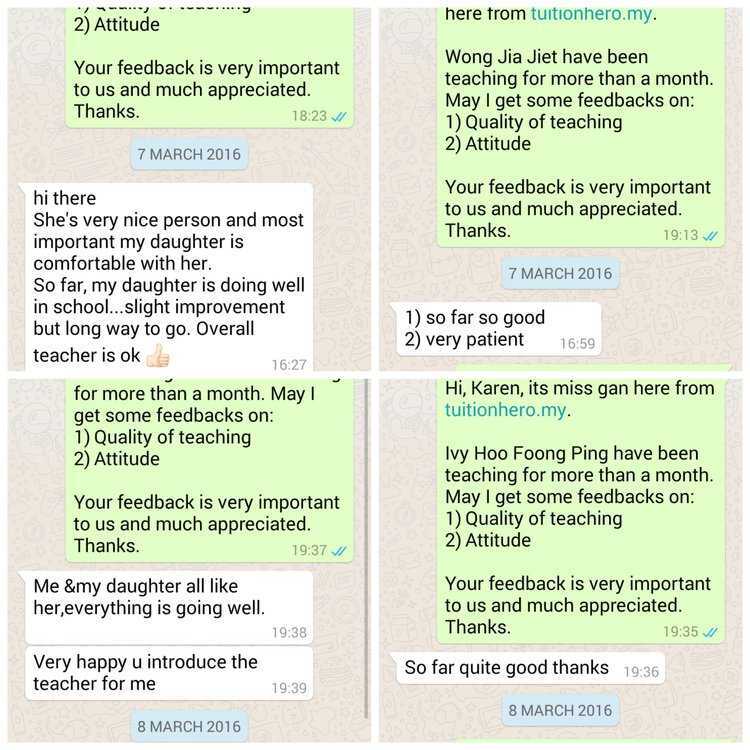 2) Attitude
Your feedback is very important
to us and much appreciated.
Thanks.
18:23
7 MARCH 2016
hi there
She's very nice person and most
important my daughter is
comfortable with her.
So far, my daughter is doing well
in school...slight improvement
but long way to go. Overall
teacher is ok 👍🏻
16:27
here from tuitionhero.my.
Wong Jia Jiet have been
teaching for more than a month.
May I get some feedbacks on:
1) Quality of teaching
2) Attitude
Your feedback is very important
to us and much appreciated.
Thanks.
19:13
7 MARCH 2016
1) so far so good
2) very patient
16:59
for more than a month. May I
get some feedbacks on:
1) Quality of teaching
2) Attitude
Your feedback is very important
to us and much appreciated.
Thanks.
19:37
Me &my daughter all like
her,everything is going well.
19:38
Very happy u introduce the
teacher for me
19:39
8 MARCH 2016
Hi, Karen, its miss gan here from
tuitionhero.my.
Ivy Hoo Foong Ping have been
teaching for more than a month.
May I get some feedbacks on:
1) Quality of teaching
2) Attitude
Your feedback is very important
to us and much appreciated.
Thanks.
19:35
So far quite good thanks
19:36
8 MARCH 2016